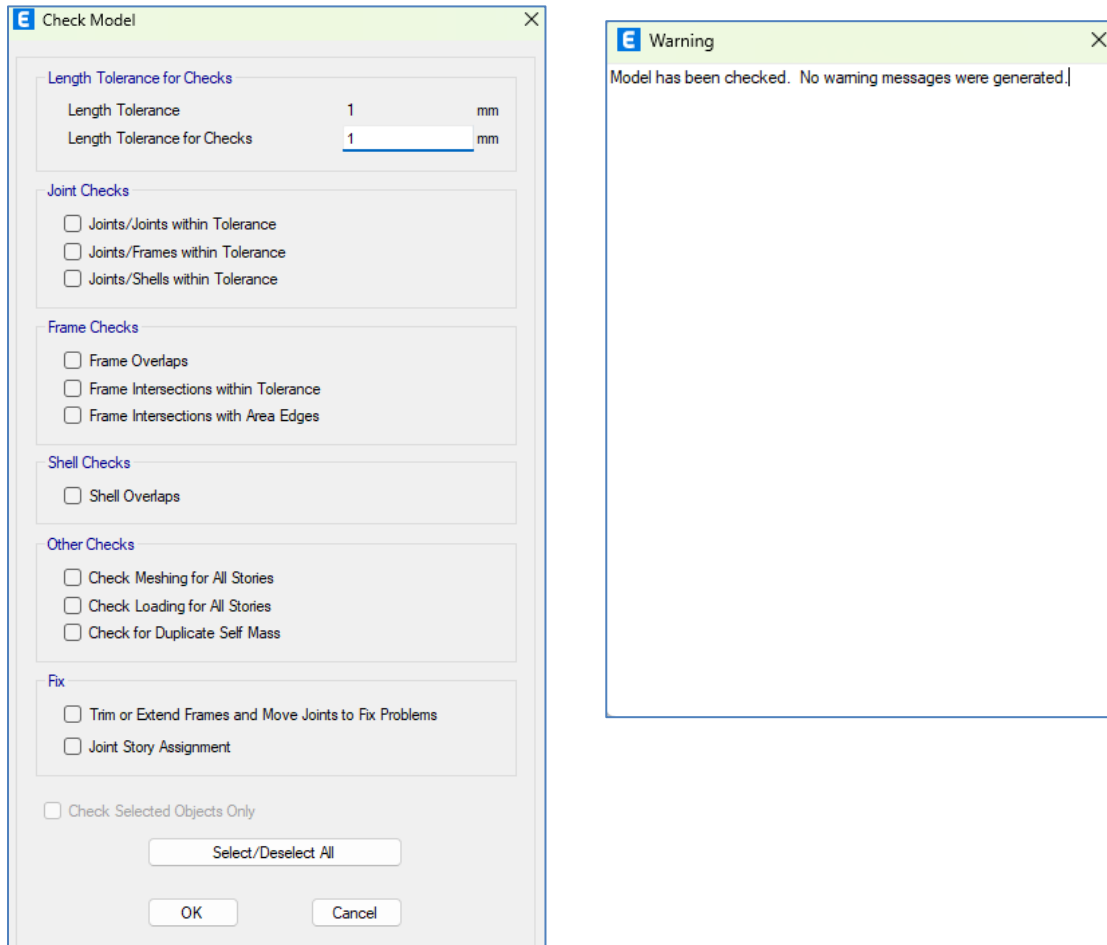 E Check Model
Length Tolerance for Checks
Length Tolerance 1 mm
Length Tolerance for Checks 1 mm
Joint Checks
Joints/Joints within Tolerance
Joints/Frames within Tolerance
Joints/Shells within Tolerance
Frame Checks
Frame Overlaps
Frame Intersections within Tolerance
Frame Intersections with Area Edges
Shell Checks
Shell Overlaps
Other Checks
Check Meshing for All Stories
Check Loading for All Stories
Check for Duplicate Self Mass
Fix
Trim or Extend Frames and Move Joints to Fix Problems
Joint Story Assignment
Check Selected Objects Only
Select/Deselect All
OK Cancel
E Warning
Model has been checked.  No warning messages were generated.